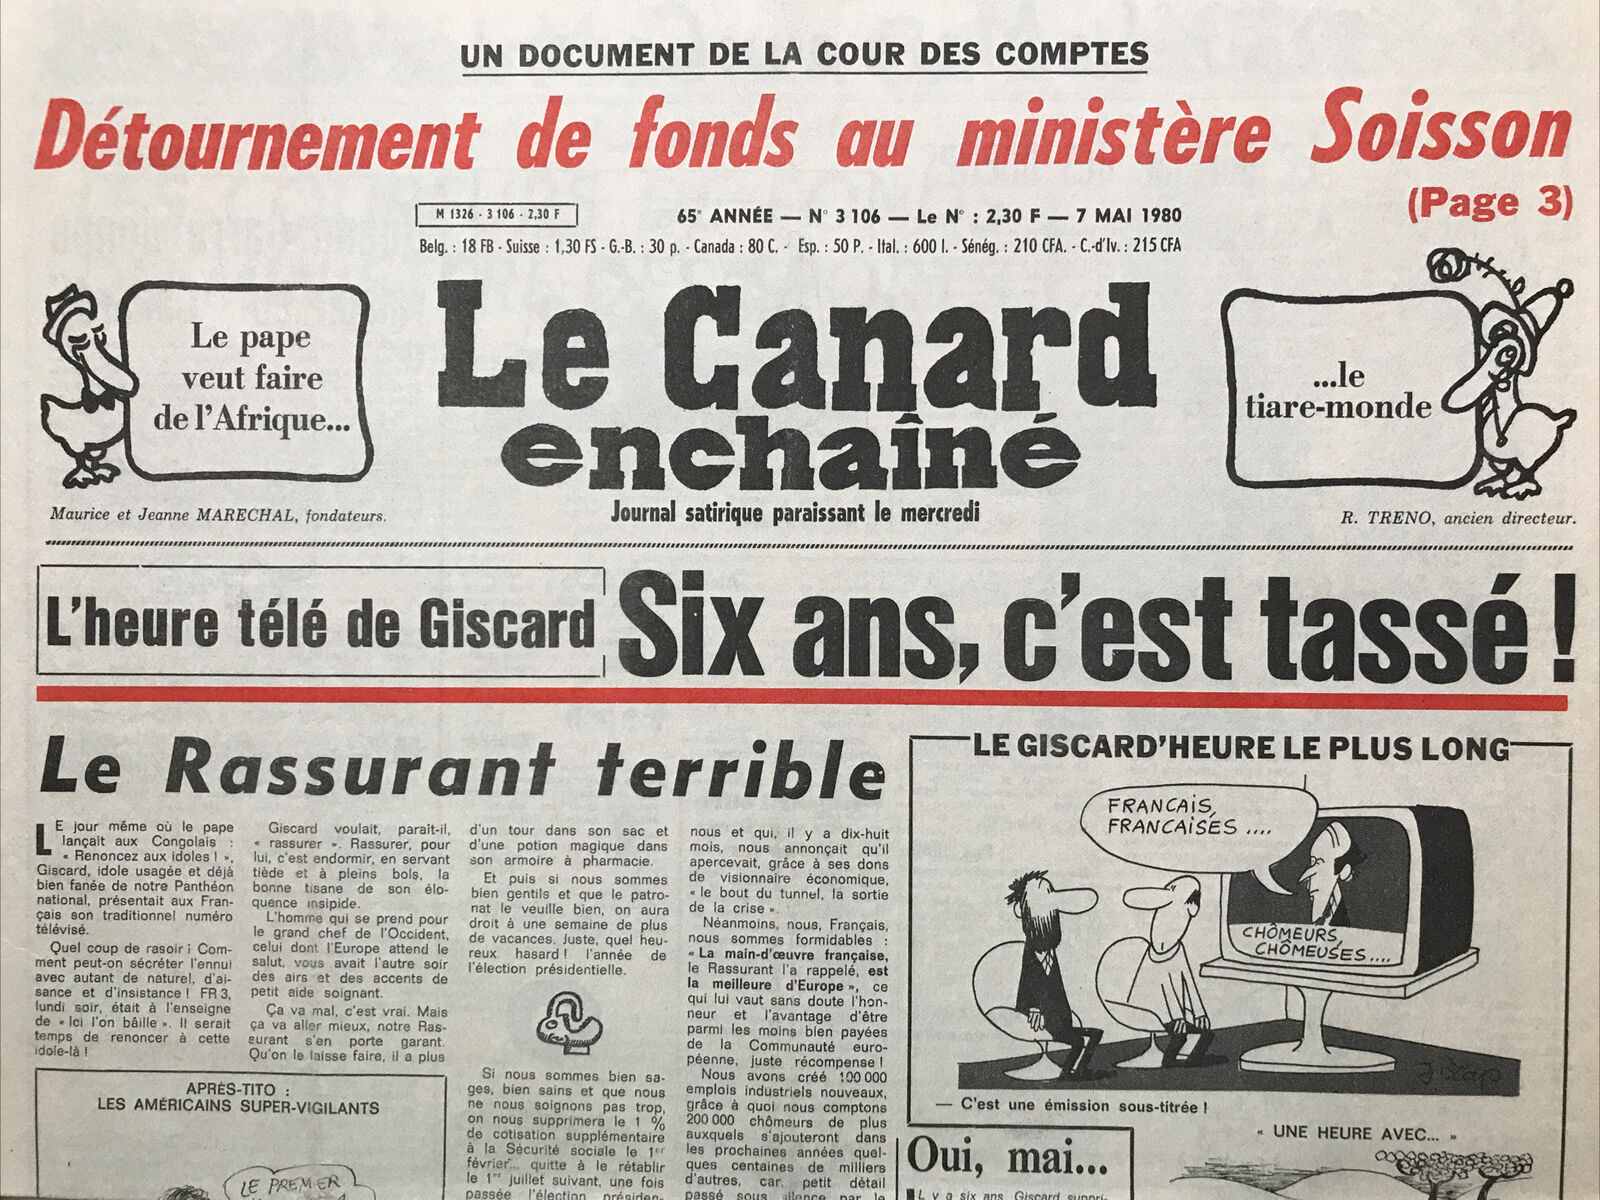 UN DOCUMENT DE LA COUR DES COMPTES
Détournement de fonds au ministère Soisson
(Page 3)
M 1326 - 3 106 - 2,30 F
65e ANNÉE — N° 3 106 — Le N° : 2,30 F — 7 MAI 1980
Belg. : 18 FB - Suisse : 1,30 FS - G.-B. : 30 p. - Canada : 80 C. - Esp. : 50 P. - Ital. : 600 l. - Sénég. : 210 CFA. - C.-d'Iv. : 215 CFA
Le pape
veut faire
de l'Afrique...
Le Canard
enchaîné
...le
tiare-monde
Maurice et Jeanne MARECHAL, fondateurs.
Journal satirique paraissant le mercredi
R. TRENO, ancien directeur.
L'heure télé de Giscard
Six ans, c'est tassé !
Le Rassurant terrible
LE jour même où le pape
lançait aux Congolais :
« Renoncez aux idoles ! »,
Giscard, idole usagée et déjà
bien fanée de notre Panthéon
national, présentait aux Fran-
çais son traditionnel numéro
télévisé.
Quel coup de rasoir ! Com-
ment peut-on sécréter l'ennui
avec autant de naturel, d'ai-
sance et d'insistance ! FR 3,
lundi soir, était à l'enseigne
de « Ici l'on bâille ». Il serait
temps de renoncer à cette
idole-là !
Giscard voulait, paraît-il,
« rassurer ». Rassurer, pour
lui, c'est endormir, en servant
tiède et à pleins bols, la
bonne tisane de son élo-
quence insipide.
L'homme qui se prend pour
le grand chef de l'Occident,
celui dont l'Europe attend le
salut, vous avait l'autre soir
des airs et des accents de
petit aide soignant.
Ça va mal, c'est vrai. Mais
ça va aller mieux, notre Ras-
surant s'en porte garant.
Qu'on le laisse faire, il a plus
d'un tour dans son sac et
d'une potion magique dans
son armoire à pharmacie.
Et puis si nous sommes
bien gentils et que le patro-
nat le veuille bien, on aura
droit à une semaine de plus
de vacances. Juste, quel heu-
reux hasard ! l'année de
l'élection présidentielle.
Si nous sommes bien sa-
ges, bien sains et que nous
ne nous soignons pas trop,
on nous supprimera le 1 %
de cotisation supplémentaire
à la Sécurité sociale le 1er
février... quitte à le rétablir
le 1er juillet suivant, une fois
passée l'élection présiden-
nous et qui, il y a dix-huit
mois, nous annonçait qu'il
apercevait, grâce à ses dons
de visionnaire économique,
« le bout du tunnel, la sortie
de la crise ».
Néanmoins, nous, Français,
nous sommes formidables :
« La main-d'œuvre française,
le Rassurant l'a rappelé, est
la meilleure d'Europe », ce
qui lui vaut sans doute l'hon-
neur et l'avantage d'être
parmi les moins bien payées
de la Communauté euro-
péenne, juste récompense !
Nous avons créé 100 000
emplois industriels nouveaux,
grâce à quoi nous comptons
200 000 chômeurs de plus
auxquels s'ajouteront dans
les prochaines années quel-
ques centaines de milliers
d'autres, car, petit détail
passé sous silence par le
APRÈS-TITO :
LES AMÉRICAINS SUPER-VIGILANTS
LE PREMIER
LE GISCARD'HEURE LE PLUS LONG
FRANCAIS,
FRANCAISES ....
CHÔMEURS,
CHÔMEUSES....
— C'est une émission sous-titrée !
Oui, mai...
Il y a six ans Giscard suppri-
« UNE HEURE AVEC... »